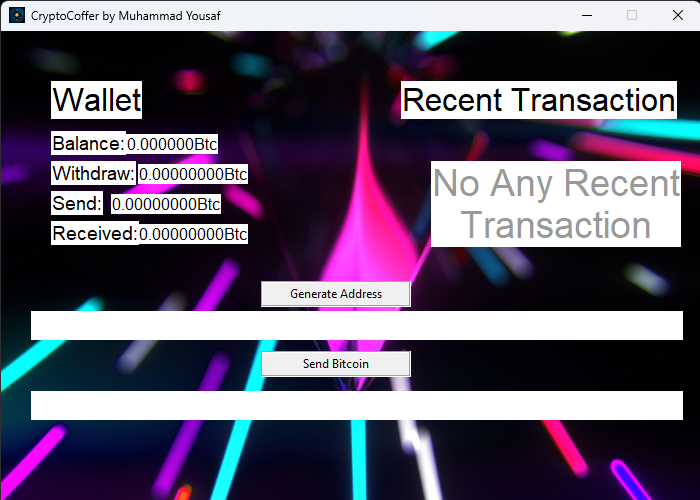 CryptoCoffer by Muhammad Yousaf
Wallet
Balance: 0.000000Btc
Withdraw: 0.00000000Btc
Send: 0.00000000Btc
Received: 0.00000000Btc
Recent Transaction
No Any Recent
Transaction
Generate Address
Send Bitcoin